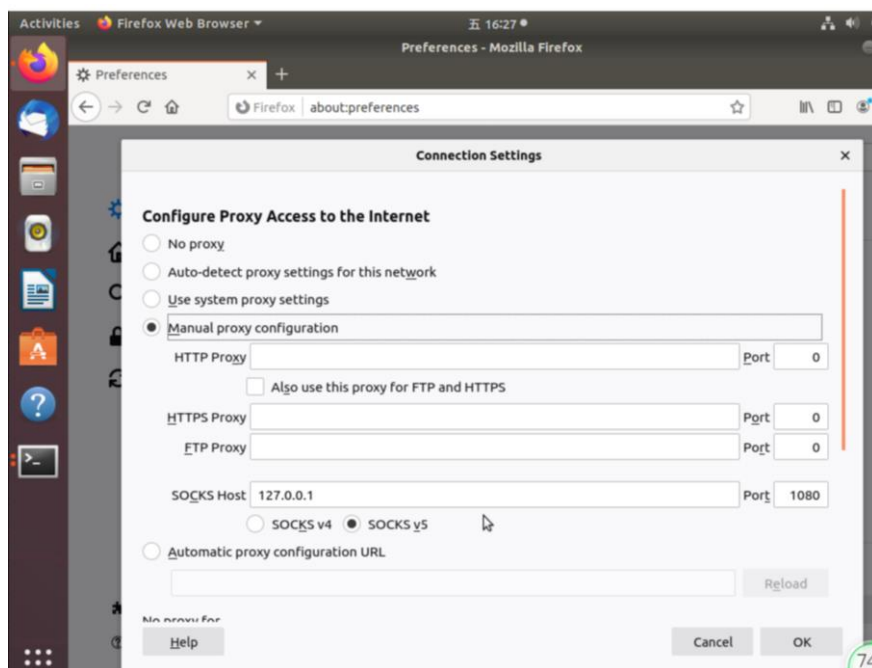 Activities Firefox Web Browser 五 16:27
Preferences - Mozilla Firefox
Preferences
Firefox about:preferences
Connection Settings
Configure Proxy Access to the Internet
No proxy
Auto-detect proxy settings for this network
Use system proxy settings
Manual proxy configuration
HTTP Proxy Port 0
Also use this proxy for FTP and HTTPS
HTTPS Proxy Port 0
FTP Proxy Port 0
SOCKS Host 127.0.0.1 Port 1080
SOCKS v4 SOCKS v5
Automatic proxy configuration URL
Reload
No proxy for
Help Cancel OK
74